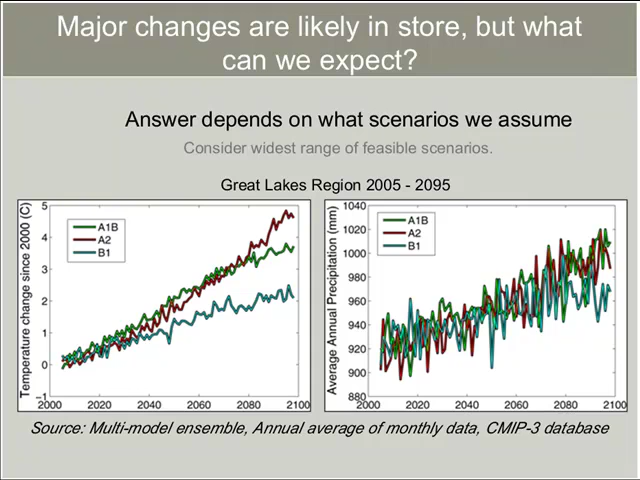 Major changes are likely in store, but what
can we expect?
Answer depends on what scenarios we assume
Consider widest range of feasible scenarios.
Great Lakes Region 2005 - 2095
Temperature change since 2000 (C)
5
4
3
2
1
0
-1
A1B
A2
B1
2000 2020 2040 2060 2080 2100
Average Annual Precipitation (mm)
1040
1020
1000
980
960
940
920
900
880
A1B
A2
B1
2000 2020 2040 2060 2080 2100
Source: Multi-model ensemble, Annual average of monthly data, CMIP-3 database